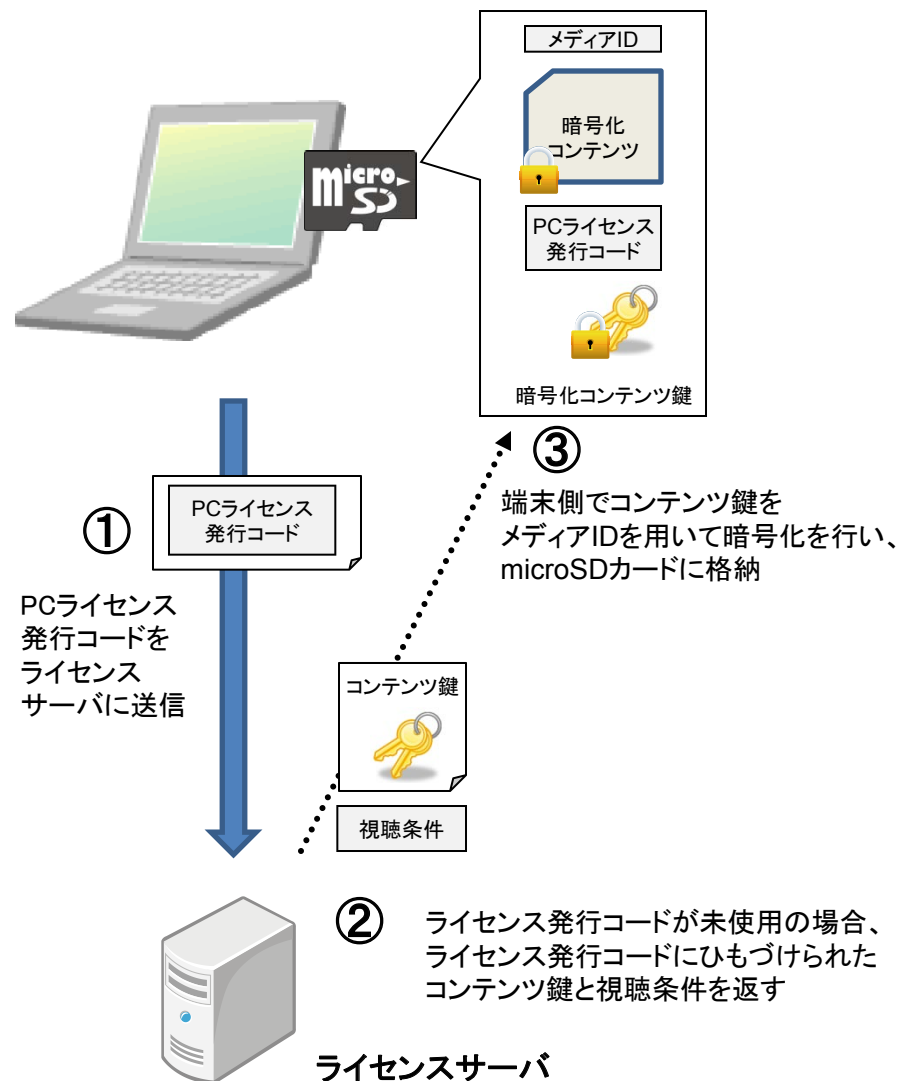 メディアID
暗号化
コンテンツ
micro
SD
PCライセンス
発行コード
暗号化コンテンツ鍵
①
PCライセンス
発行コード
PCライセンス
発行コードを
ライセンス
サーバに送信
③
端末側でコンテンツ鍵を
メディアIDを用いて暗号化を行い、
microSDカードに格納
コンテンツ鍵
視聴条件
②
ライセンス発行コードが未使用の場合、
ライセンス発行コードにひもづけられた
コンテンツ鍵と視聴条件を返す
ライセンスサーバ